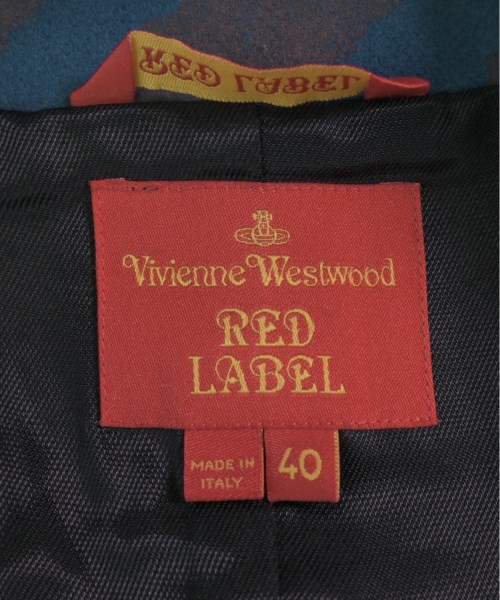 RED LABEL
Vivienne Westwood
RED
LABEL
MADE IN
ITALY
40